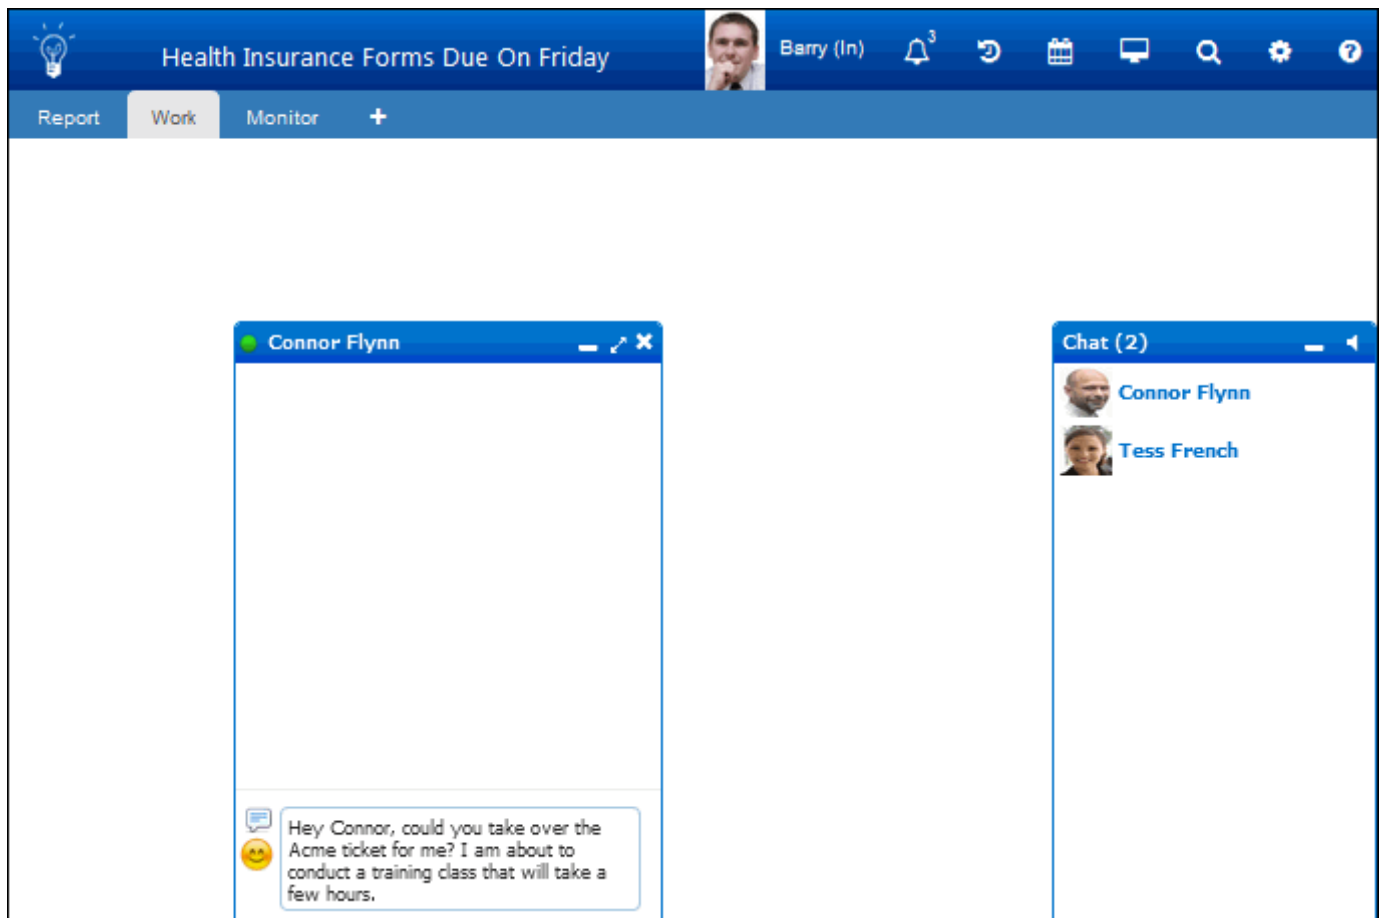 Health Insurance Forms Due On Friday
Barry (In)
3
Report
Work
Monitor
Connor Flynn
Chat (2)
Connor Flynn
Tess French
Hey Connor, could you take over the
Acme ticket for me? I am about to
conduct a training class that will take a
few hours.